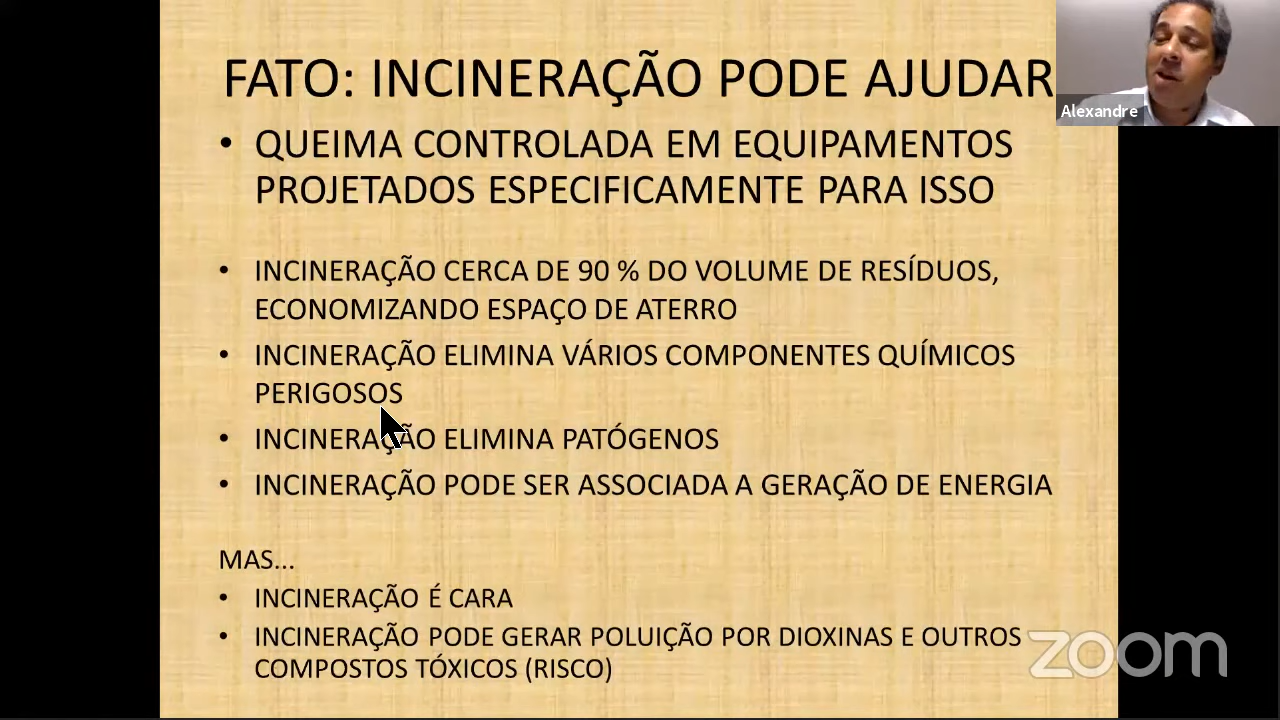 FATO: INCINERAÇÃO PODE AJUDAR
Alexandre
• QUEIMA CONTROLADA EM EQUIPAMENTOS
PROJETADOS ESPECIFICAMENTE PARA ISSO
• INCINERAÇÃO CERCA DE 90 % DO VOLUME DE RESÍDUOS,
ECONOMIZANDO ESPAÇO DE ATERRO
• INCINERAÇÃO ELIMINA VÁRIOS COMPONENTES QUÍMICOS
PERIGOSOS
• INCINERAÇÃO ELIMINA PATÓGENOS
• INCINERAÇÃO PODE SER ASSOCIADA A GERAÇÃO DE ENERGIA
MAS...
• INCINERAÇÃO É CARA
• INCINERAÇÃO PODE GERAR POLUIÇÃO POR DIOXINAS E OUTROS
COMPOSTOS TÓXICOS (RISCO)
zoom